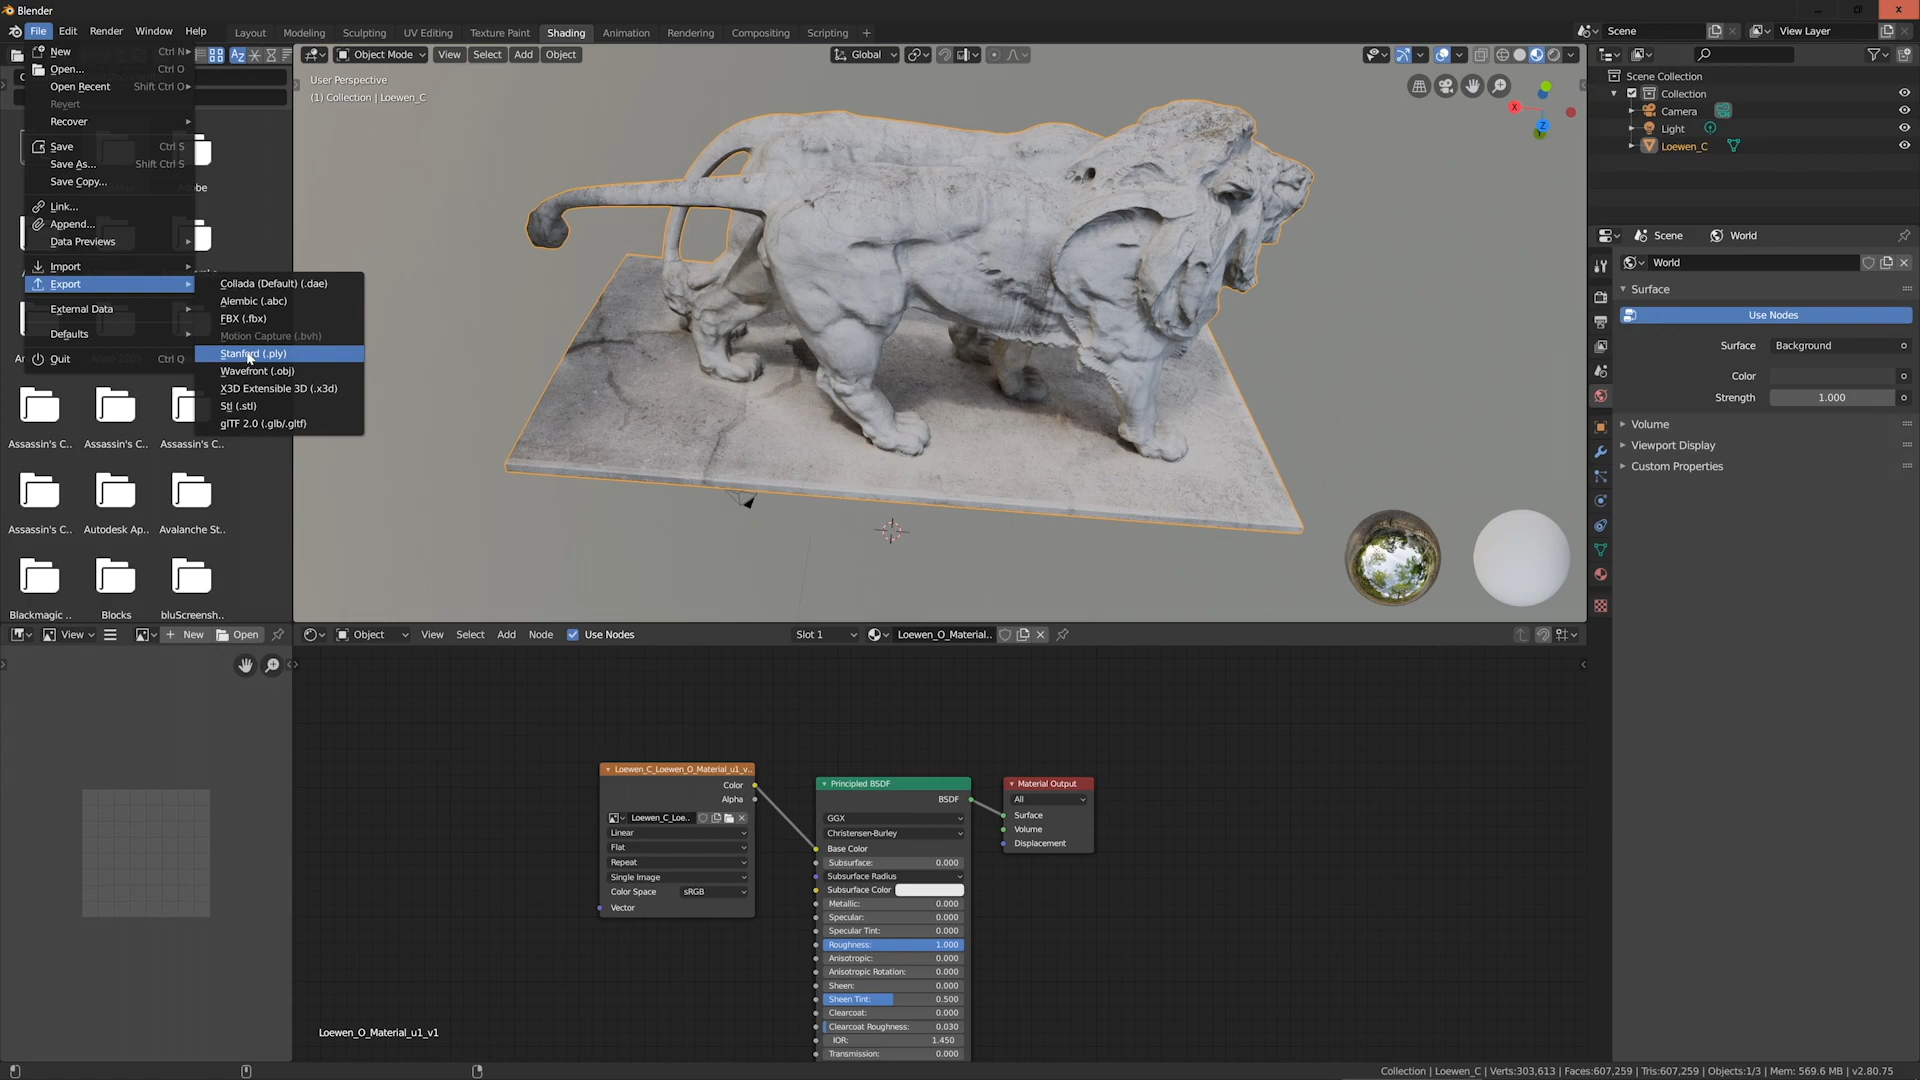 Blender
File Edit Render Window Help
Layout Modeling Sculpting UV Editing Texture Paint Shading Animation Rendering Compositing Scripting +
Scene
View Layer
New Ctrl N
Open... Ctrl O
Open Recent Shift Ctrl O
Revert
Recover
Save Ctrl S
Save As... Shift Ctrl S
Save Copy...
Link...
Append...
Data Previews
Import
Export
External Data
Defaults
Quit Ctrl Q
Collada (Default) (.dae)
Alembic (.abc)
FBX (.fbx)
Motion Capture (.bvh)
Stanford (.ply)
Wavefront (.obj)
X3D Extensible 3D (.x3d)
Stl (.stl)
glTF 2.0 (.glb/.gltf)
Adobe
Assassin's C.. Assassin's C.. Assassin's C..
Assassin's C.. Autodesk Ap.. Avalanche St..
Blackmagic .. Blocks bluScreensh..
Object Mode View Select Add Object
Global
User Perspective
(1) Collection | Loewen_C
X
Z
Y
Scene Collection
Collection
Camera
Light
Loewen_C
Scene World
World
Surface
Use Nodes
Surface Background
Color
Strength 1.000
Volume
Viewport Display
Custom Properties
View New Open
Object View Select Add Node Use Nodes Slot 1 Loewen_O_Material..
Loewen_C_Loewen_O_Material_u1_v..
Color
Alpha
Loewen_C_Loe..
Linear
Flat
Repeat
Single Image
Color Space sRGB
Vector
Principled BSDF
BSDF
GGX
Christensen-Burley
Base Color
Subsurface: 0.000
Subsurface Radius
Subsurface Color
Metallic: 0.000
Specular: 0.000
Specular Tint: 0.000
Roughness: 1.000
Anisotropic: 0.000
Anisotropic Rotation: 0.000
Sheen: 0.000
Sheen Tint: 0.500
Clearcoat: 0.000
Clearcoat Roughness: 0.030
IOR: 1.450
Transmission: 0.000
Material Output
All
Surface
Volume
Displacement
Loewen_O_Material_u1_v1
Collection | Loewen_C | Verts:303,613 | Faces:607,259 | Tris:607,259 | Objects:1/3 | Mem: 569.6 MB | v2.80.75